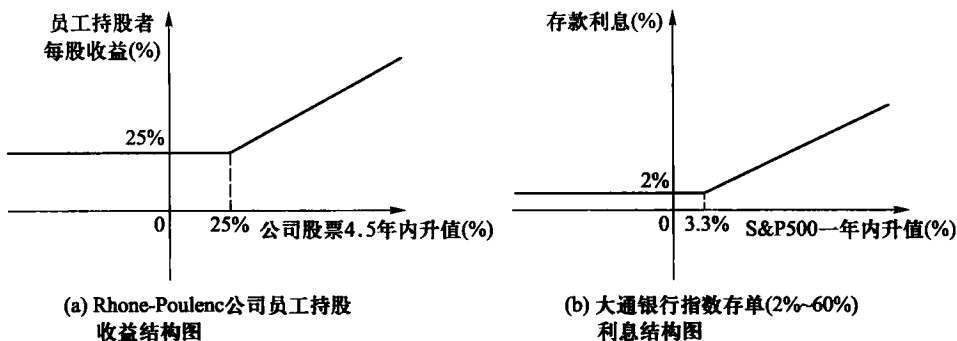 员工持股者
每股收益(%)
25%
0
25%
公司股票4.5年内升值(%)
(a) Rhone-Poulenc公司员工持股
收益结构图
存款利息(%)
2%
0
3.3%
S&P500一年内升值(%)
(b) 大通银行指数存单(2%~60%)
利息结构图